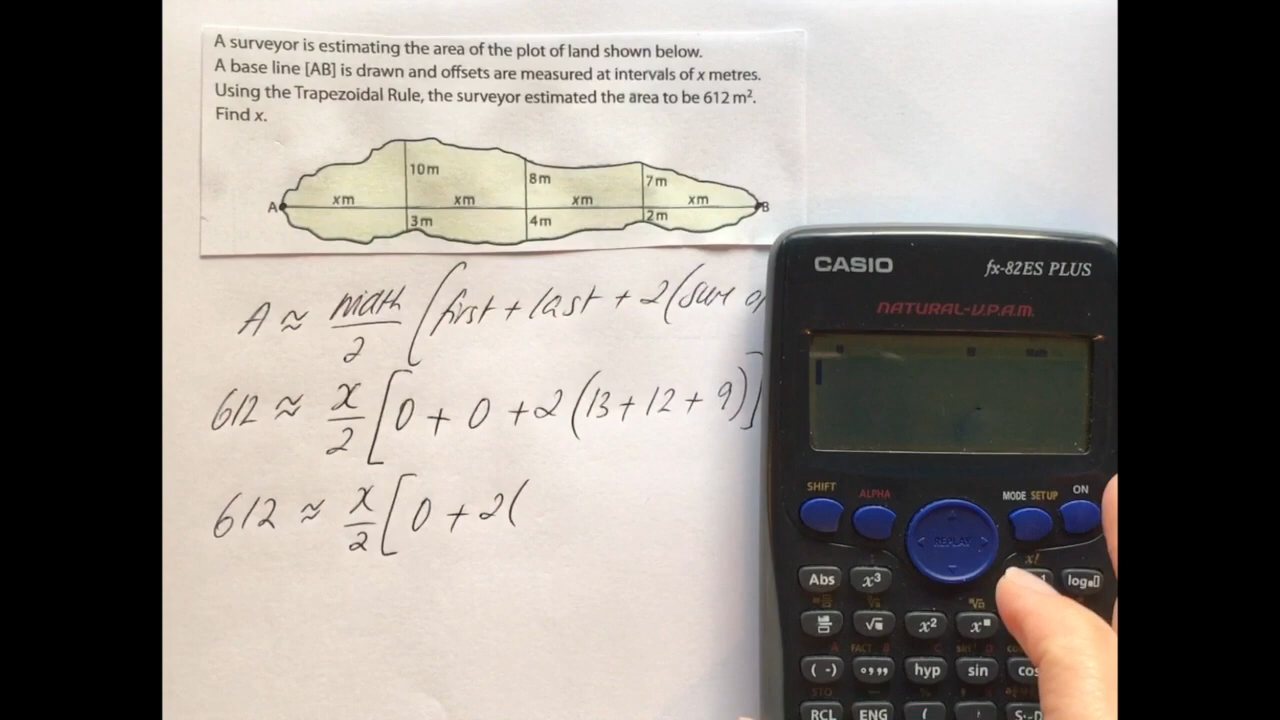 A surveyor is estimating the area of the plot of land shown below.
A base line [AB] is drawn and offsets are measured at intervals of x metres.
Using the Trapezoidal Rule, the surveyor estimated the area to be 612 m².
Find x.
10m
8m
7m
xm
xm
xm
xm
A
B
3m
4m
2m
A ≈ /2 (first + last + 2(sum of
612 ≈ x/2 [0 + 0 + 2(13 + 12 + 9)]
612 ≈ x/2 [0 + 2(
CASIO
fx-82ES PLUS
NATURAL-V.P.A.M.
Math
SHIFT
ALPHA
MODE SETUP
ON
REPLAY
x!
Abs
x³
log
√
x²
x
FACT
(-)
hyp
sin
cos
STO
RCL
ENG
(
S